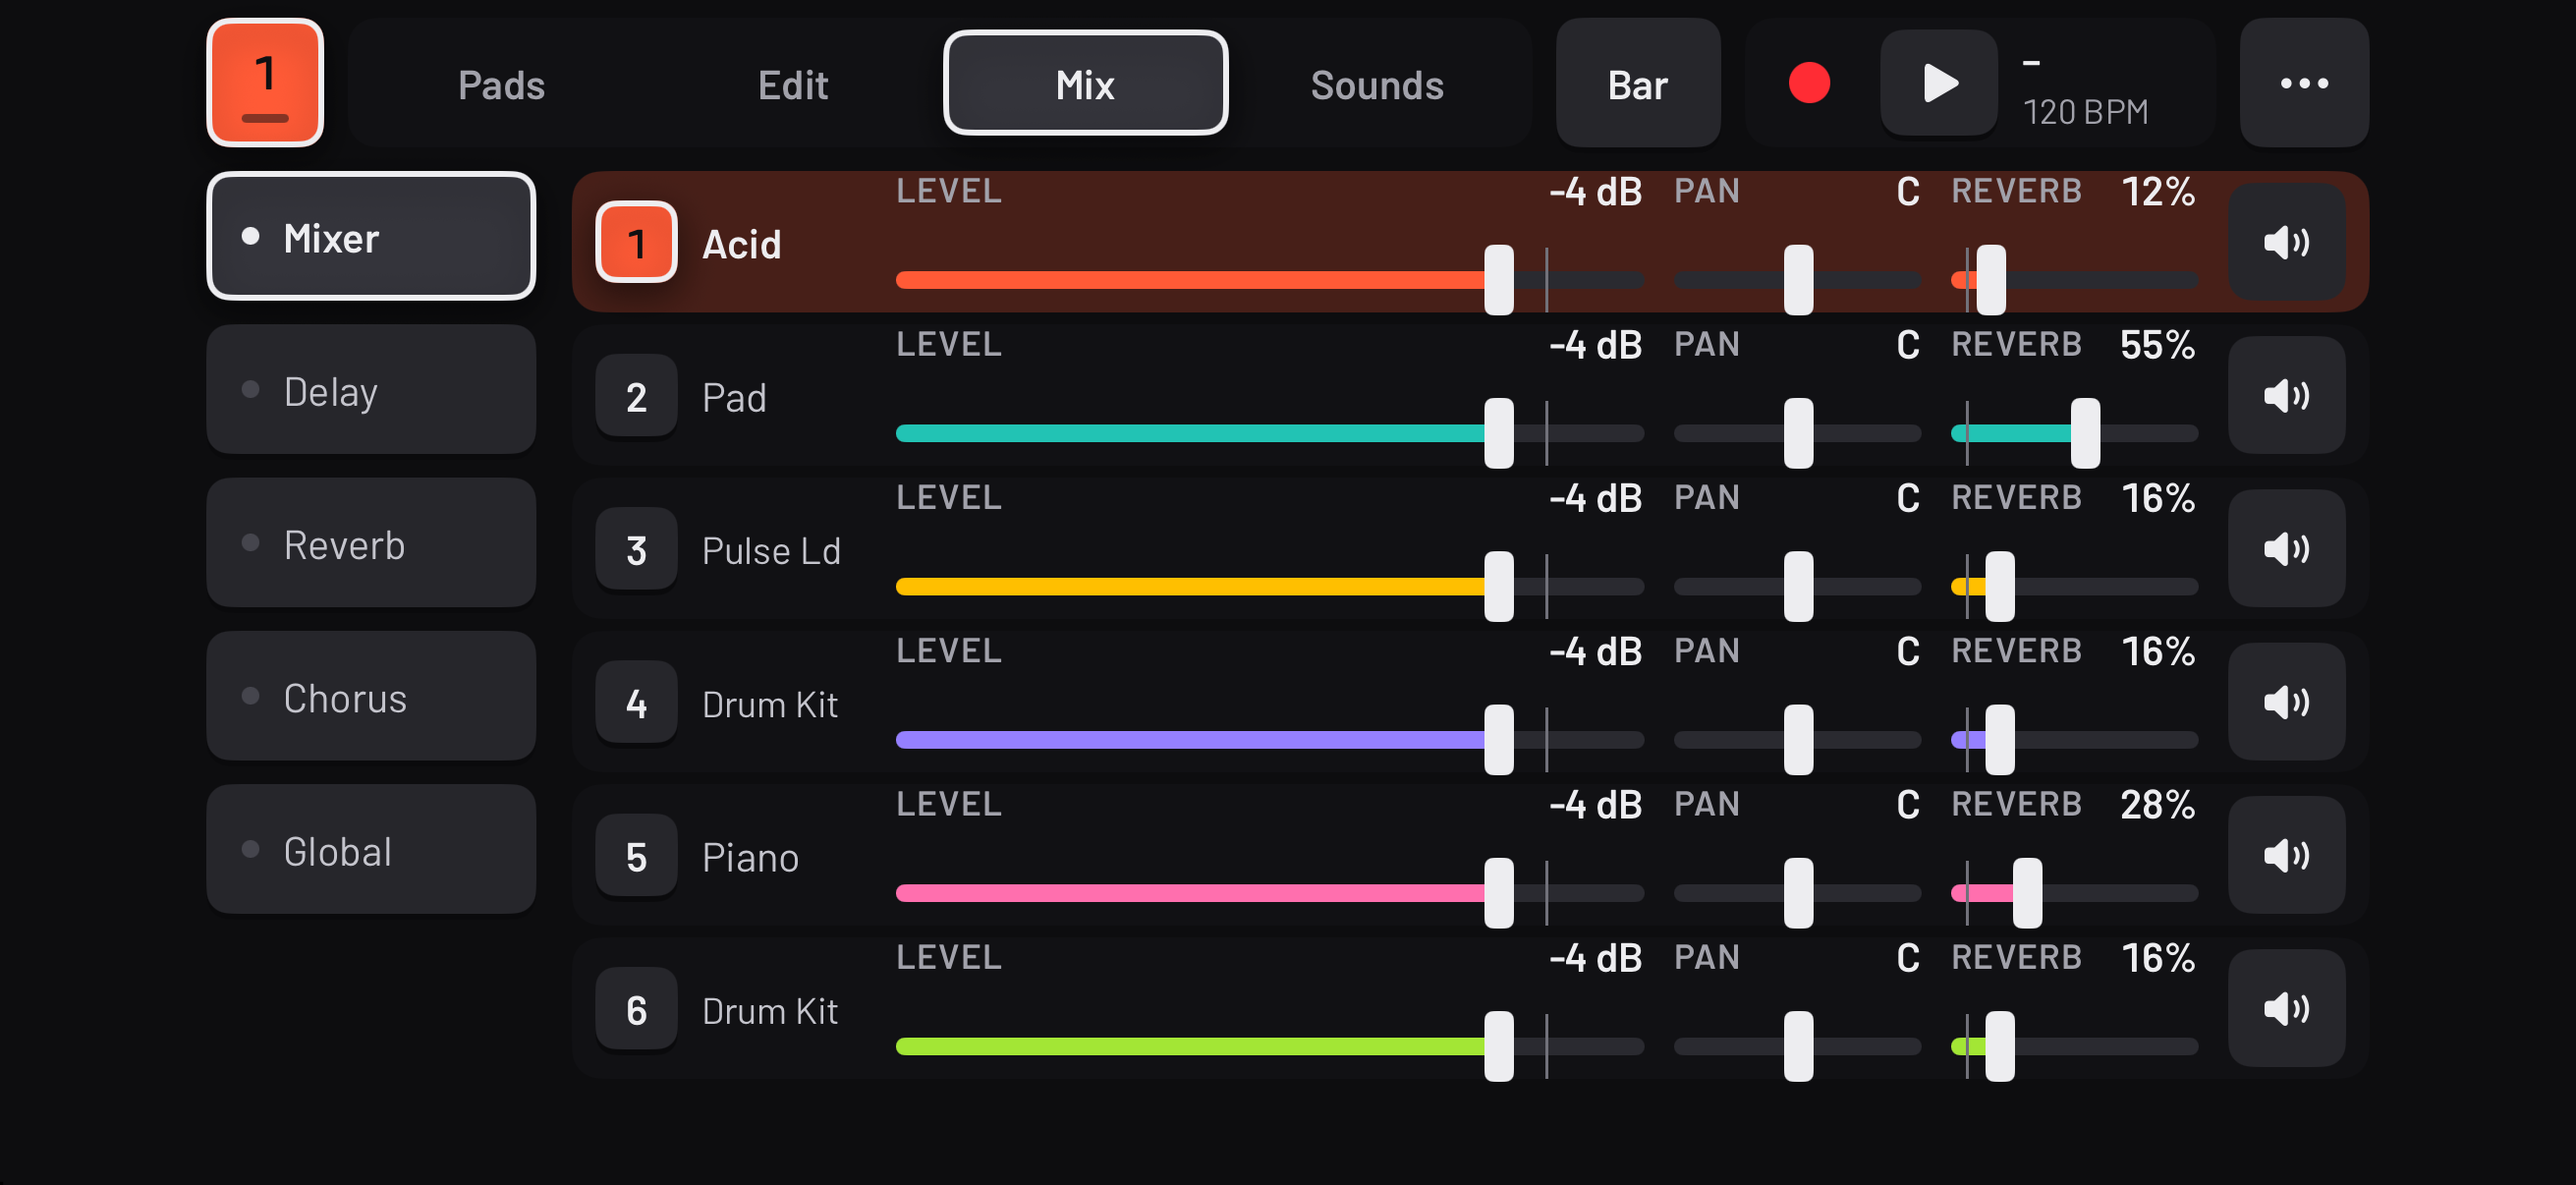 1
Pads
Edit
Mix
Sounds
Bar
–
120 BPM
Mixer
Delay
Reverb
Chorus
Global
1 Acid LEVEL -4 dB PAN C REVERB 12%
2 Pad LEVEL -4 dB PAN C REVERB 55%
3 Pulse Ld LEVEL -4 dB PAN C REVERB 16%
4 Drum Kit LEVEL -4 dB PAN C REVERB 16%
5 Piano LEVEL -4 dB PAN C REVERB 28%
6 Drum Kit LEVEL -4 dB PAN C REVERB 16%